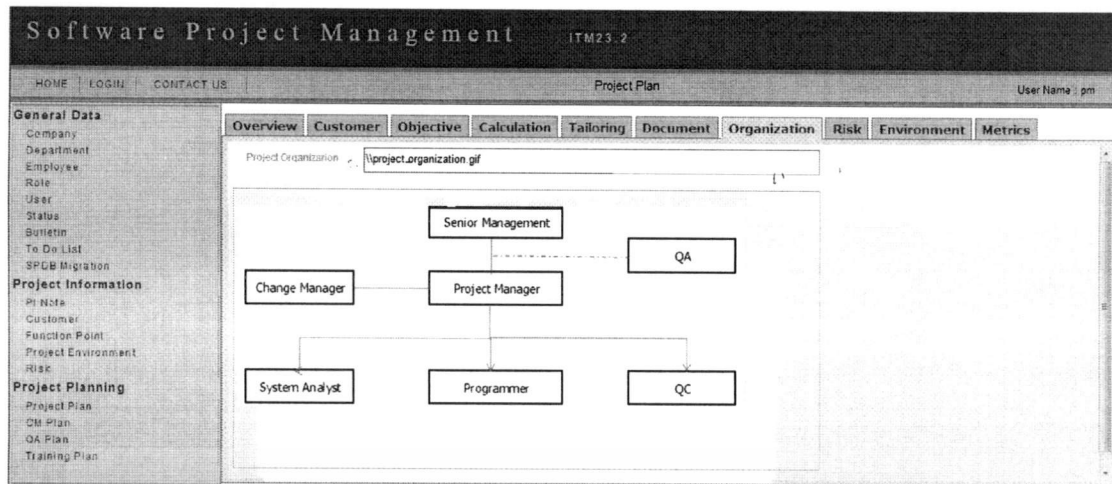 Software Project Management ITM23.2
HOME LOGIN CONTACT US Project Plan User Name : pm
General Data
Company
Department
Employee
Role
User
Status
Bulletin
To Do List
SPDB Migration
Project Information
PI Note
Customer
Function Point
Project Environment
Risk
Project Planning
Project Plan
CM Plan
QA Plan
Training Plan
Overview Customer Objective Calculation Tailoring Document Organization Risk Environment Metrics
Project Organization \\project_organization.gif
Senior Management
QA
Change Manager Project Manager
System Analyst Programmer QC